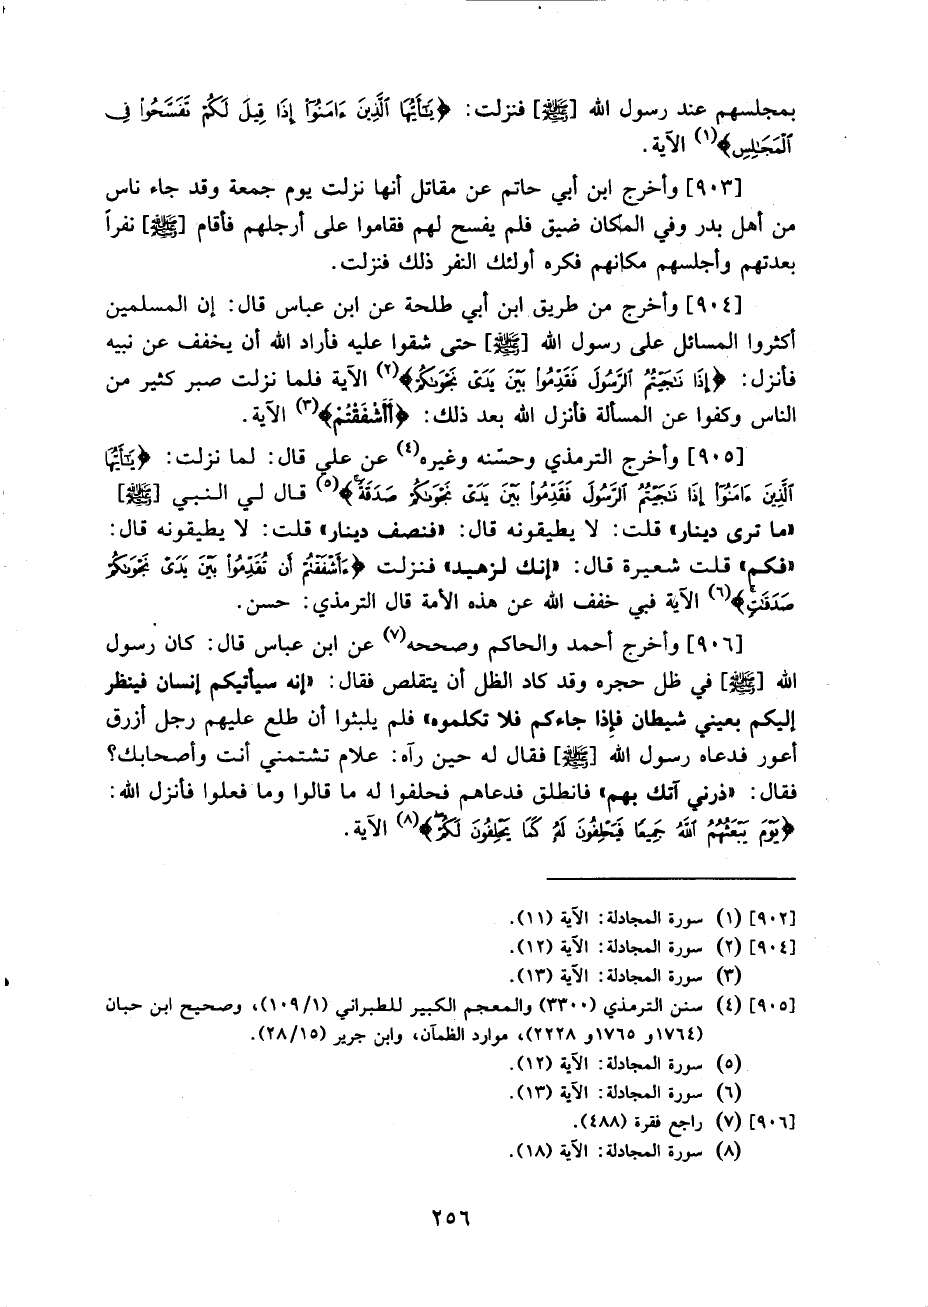 بمجلسهم عند رسول الله [ﷺ] فنزلت: ﴿يَٰٓأَيُّهَا ٱلَّذِينَ ءَامَنُوٓا۟ إِذَا قِيلَ لَكُمْ تَفَسَّحُوا۟ فِى
ٱلْمَجَٰلِسِ﴾(١) الآية.
[٩٠٣] وأخرج ابن أبي حاتم عن مقاتل أنها نزلت يوم جمعة وقد جاء ناس
من أهل بدر وفي المكان ضيق فلم يفسح لهم فقاموا على أرجلهم فأقام [ﷺ] نفراً
بعدتهم وأجلسهم مكانهم فكره أولئك النفر ذلك فنزلت.
[٩٠٤] وأخرج من طريق ابن أبي طلحة عن ابن عباس قال: إن المسلمين
أكثروا المسائل على رسول الله [ﷺ] حتى شقوا عليه فأراد الله أن يخفف عن نبيه
فأنزل: ﴿إِذَا نَٰجَيْتُمُ ٱلرَّسُولَ فَقَدِّمُوا۟ بَيْنَ يَدَىْ نَجْوَىٰكُمْ﴾(٢) الآية فلما نزلت صبر كثير من
الناس وكفوا عن المسألة فأنزل الله بعد ذلك: ﴿أَأَشْفَقْتُمْ﴾(٣) الآية.
[٩٠٥] وأخرج الترمذي وحسّنه وغيره(٤) عن علي قال: لما نزلت: ﴿يَٰٓأَيُّهَا
ٱلَّذِينَ ءَامَنُوٓا۟ إِذَا نَٰجَيْتُمُ ٱلرَّسُولَ فَقَدِّمُوا۟ بَيْنَ يَدَىْ نَجْوَىٰكُمْ صَدَقَةً﴾(٥) قال لي النبي [ﷺ]
«ما ترى دينار» قلت: لا يطيقونه قال: «فنصف دينار» قلت: لا يطيقونه قال:
«فكم» قلت شعيرة قال: «إنك لزهيد» فنزلت ﴿ءَأَشْفَقْتُمْ أَن تُقَدِّمُوا۟ بَيْنَ يَدَىْ نَجْوَىٰكُمْ
صَدَقَٰتٍ﴾(٦) الآية فبي خفف الله عن هذه الأمة قال الترمذي: حسن.
[٩٠٦] وأخرج أحمد والحاكم وصححه(٧) عن ابن عباس قال: كان رسول
الله [ﷺ] في ظل حجره وقد كاد الظل أن يتقلص فقال: «إنه سيأتيكم إنسان فينظر
إليكم بعيني شيطان فإذا جاءكم فلا تكلموه» فلم يلبثوا أن طلع عليهم رجل أزرق
أعور فدعاه رسول الله [ﷺ] فقال له حين رآه: علام تشتمني أنت وأصحابك؟
فقال: «ذرني آتك بهم» فانطلق فدعاهم فحلفوا له ما قالوا وما فعلوا فأنزل الله:
﴿يَوْمَ يَبْعَثُهُمُ ٱللَّهُ جَمِيعًا فَيَحْلِفُونَ لَهُۥ كَمَا يَحْلِفُونَ لَكُمْ﴾(٨) الآية.
[٩٠٢] (١) سورة المجادلة: الآية (١١).
[٩٠٤] (٢) سورة المجادلة: الآية (١٢).
(٣) سورة المجادلة: الآية (١٣).
[٩٠٥] (٤) سنن الترمذي (٣٣٠٠) والمعجم الكبير للطبراني (١٠٩/١)، وصحيح ابن حبان
(١٧٦٤و ١٧٦٥و ٢٢٢٨)، موارد الظمآن، وابن جرير (٢٨/١٥).
(٥) سورة المجادلة: الآية (١٢).
(٦) سورة المجادلة: الآية (١٣).
[٩٠٦] (٧) راجع فقرة (٤٨٨).
(٨) سورة المجادلة: الآية (١٨).
٢٥٦